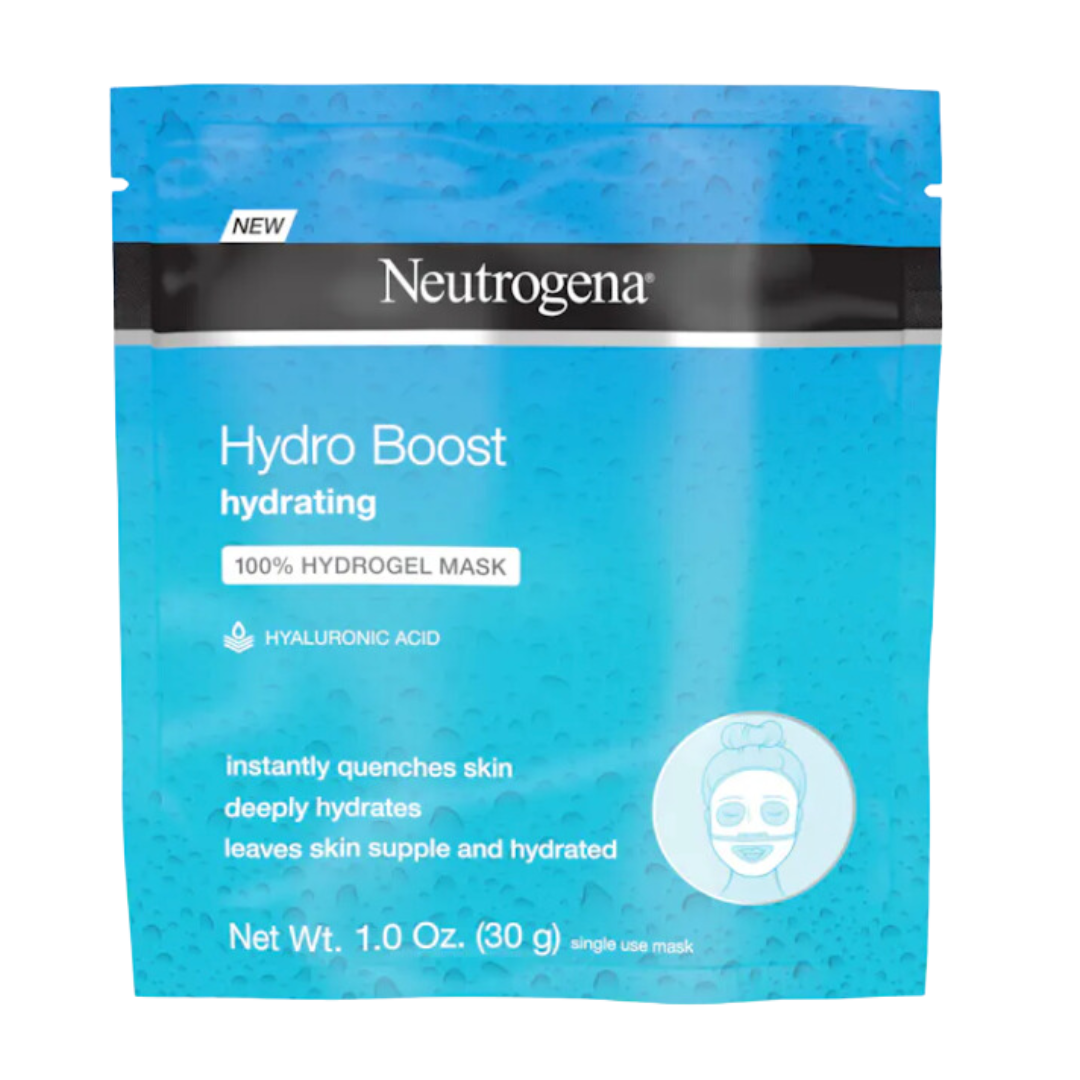 NEW
Neutrogena®
Hydro Boost
hydrating
100% HYDROGEL MASK
HYALURONIC ACID
instantly quenches skin
deeply hydrates
leaves skin supple and hydrated
Net Wt. 1.0 Oz. (30 g) single use mask